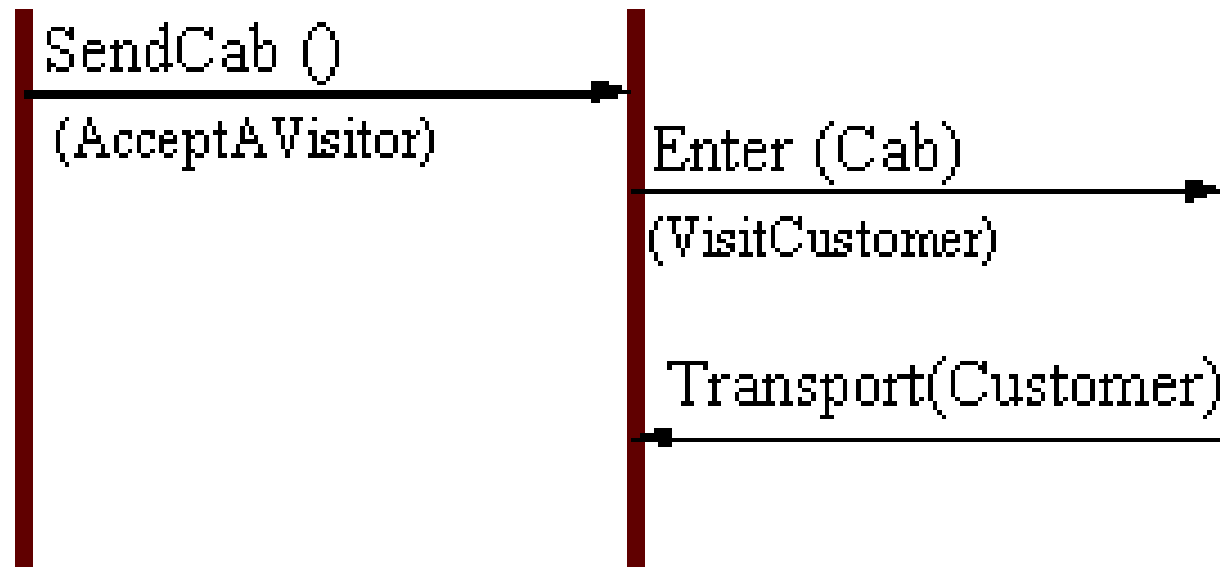 SendCab ()
(AcceptAVisitor)
Enter (Cab)
(VisitCustomer)
Transport(Customer)